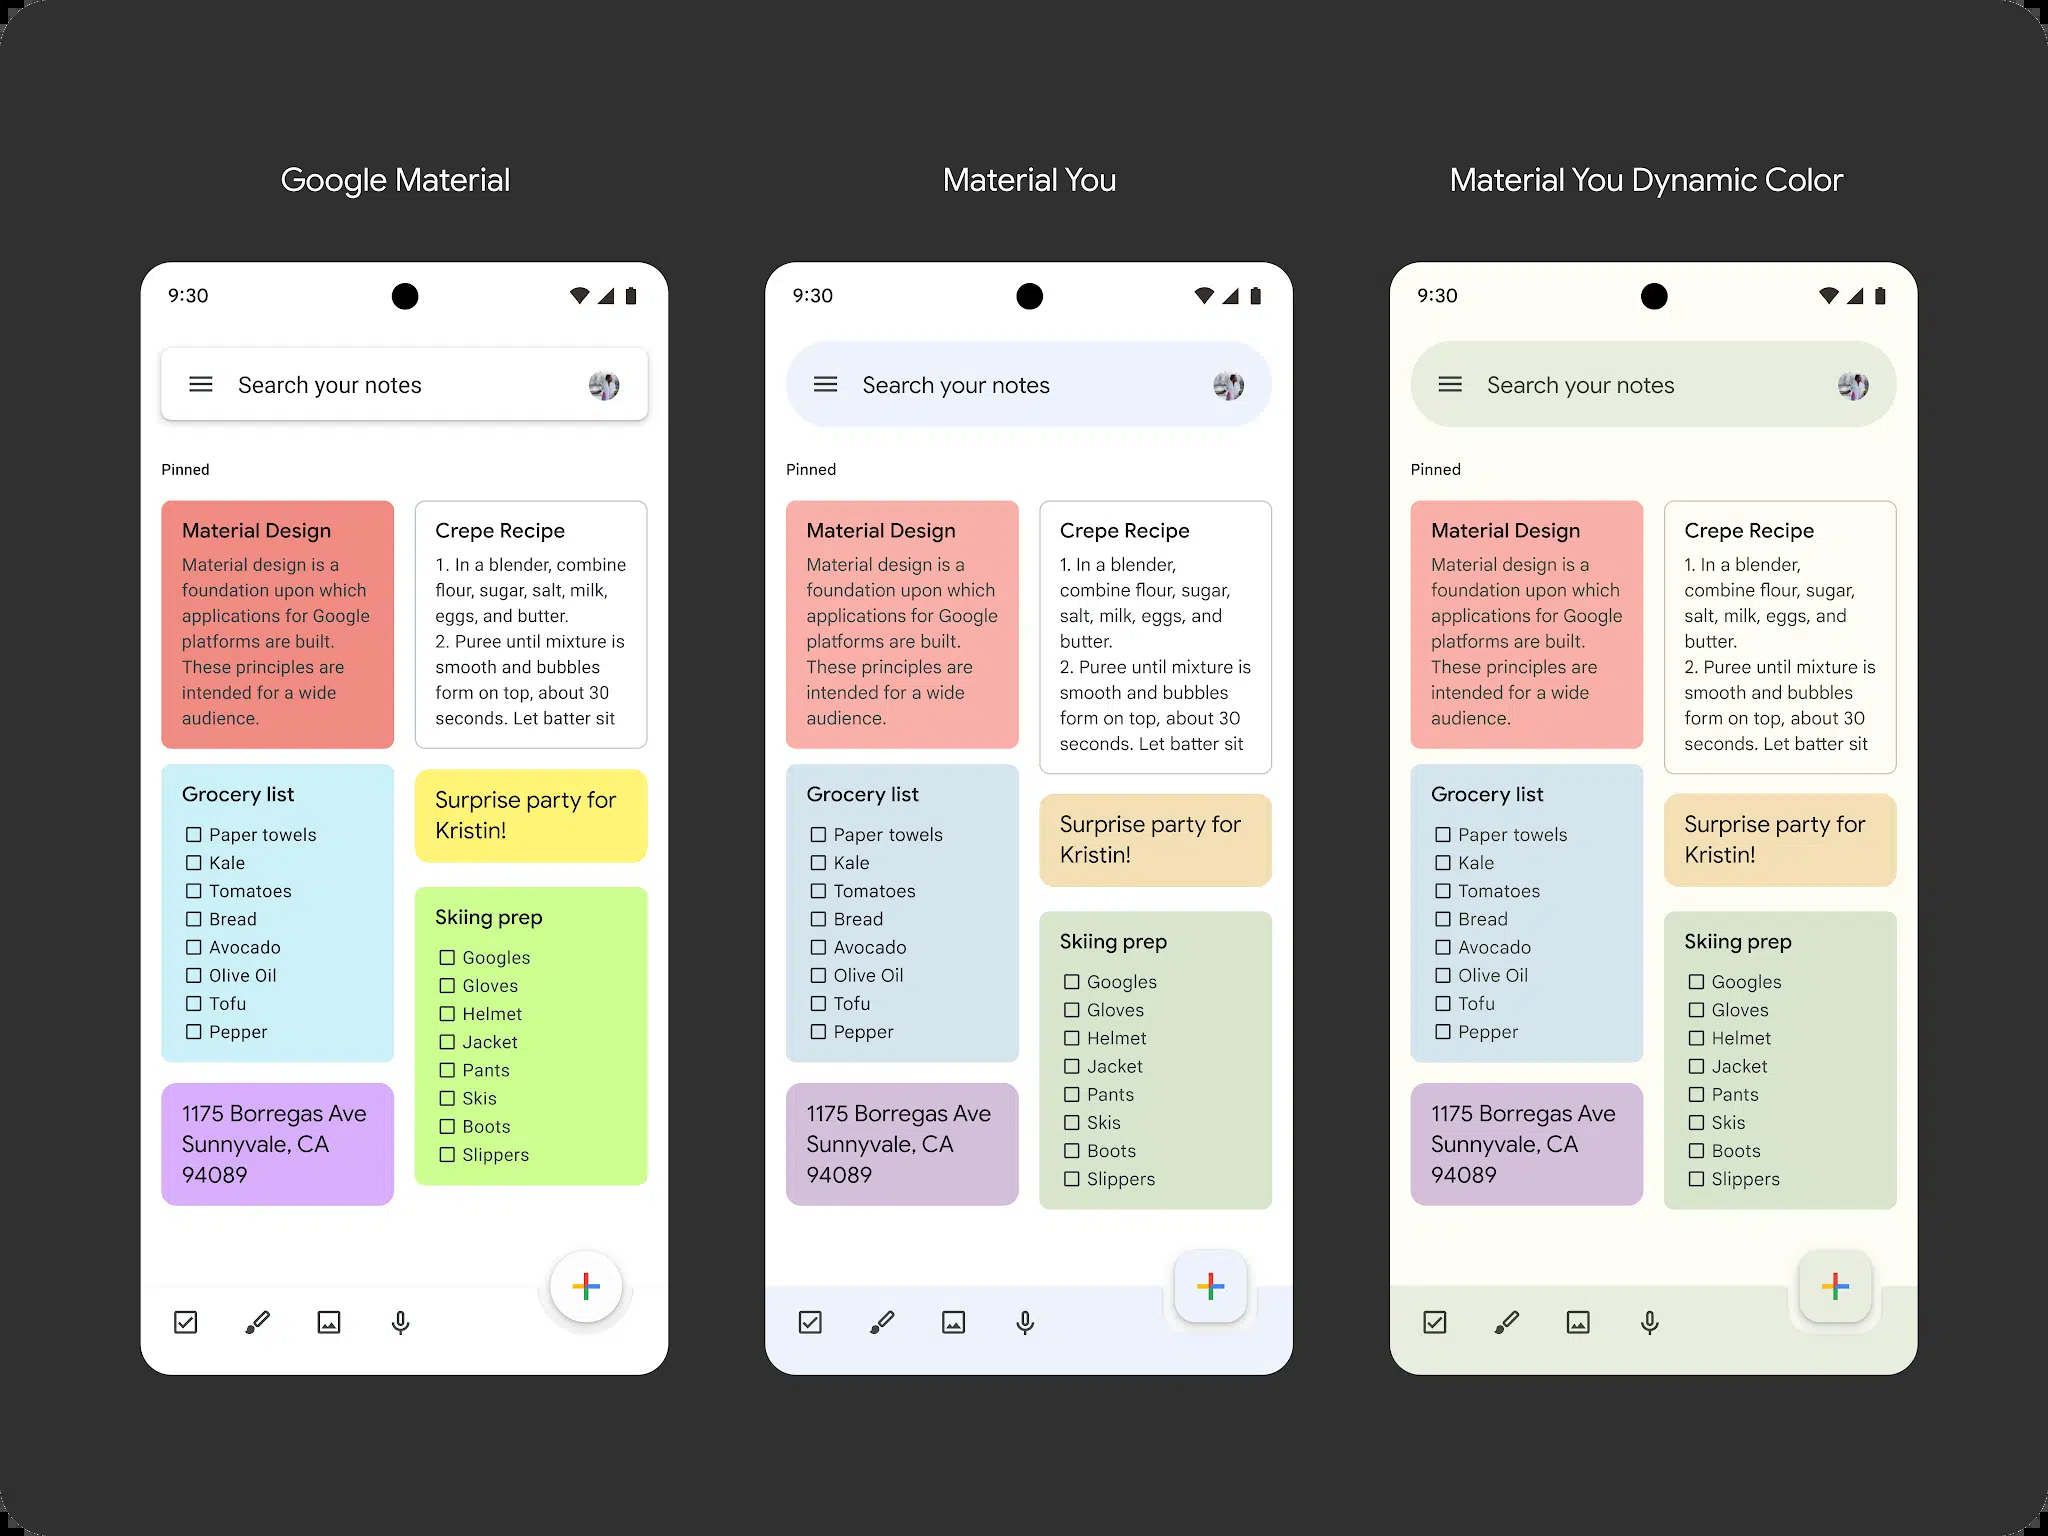 Google Material
Material You
Material You Dynamic Color
9:30
Search your notes
Pinned
Material Design
Material design is a
foundation upon which
applications for Google
platforms are built.
These principles are
intended for a wide
audience.
Crepe Recipe
1. In a blender, combine
flour, sugar, salt, milk,
eggs, and butter.
2. Puree until mixture is
smooth and bubbles
form on top, about 30
seconds. Let batter sit
Grocery list
Paper towels
Kale
Tomatoes
Bread
Avocado
Olive Oil
Tofu
Pepper
Surprise party for
Kristin!
Skiing prep
Googles
Gloves
Helmet
Jacket
Pants
Skis
Boots
Slippers
1175 Borregas Ave
Sunnyvale, CA
94089
9:30
Search your notes
Pinned
Material Design
Material design is a
foundation upon which
applications for Google
platforms are built.
These principles are
intended for a wide
audience.
Crepe Recipe
1. In a blender,
combine flour, sugar,
salt, milk, eggs, and
butter.
2. Puree until mixture is
smooth and bubbles
form on top, about 30
seconds. Let batter sit
Grocery list
Paper towels
Kale
Tomatoes
Bread
Avocado
Olive Oil
Tofu
Pepper
Surprise party for
Kristin!
Skiing prep
Googles
Gloves
Helmet
Jacket
Pants
Skis
Boots
Slippers
1175 Borregas Ave
Sunnyvale, CA
94089
9:30
Search your notes
Pinned
Material Design
Material design is a
foundation upon which
applications for Google
platforms are built.
These principles are
intended for a wide
audience.
Crepe Recipe
1. In a blender,
combine flour, sugar,
salt, milk, eggs, and
butter.
2. Puree until mixture is
smooth and bubbles
form on top, about 30
seconds. Let batter sit
Grocery list
Paper towels
Kale
Tomatoes
Bread
Avocado
Olive Oil
Tofu
Pepper
Surprise party for
Kristin!
Skiing prep
Googles
Gloves
Helmet
Jacket
Pants
Skis
Boots
Slippers
1175 Borregas Ave
Sunnyvale, CA
94089